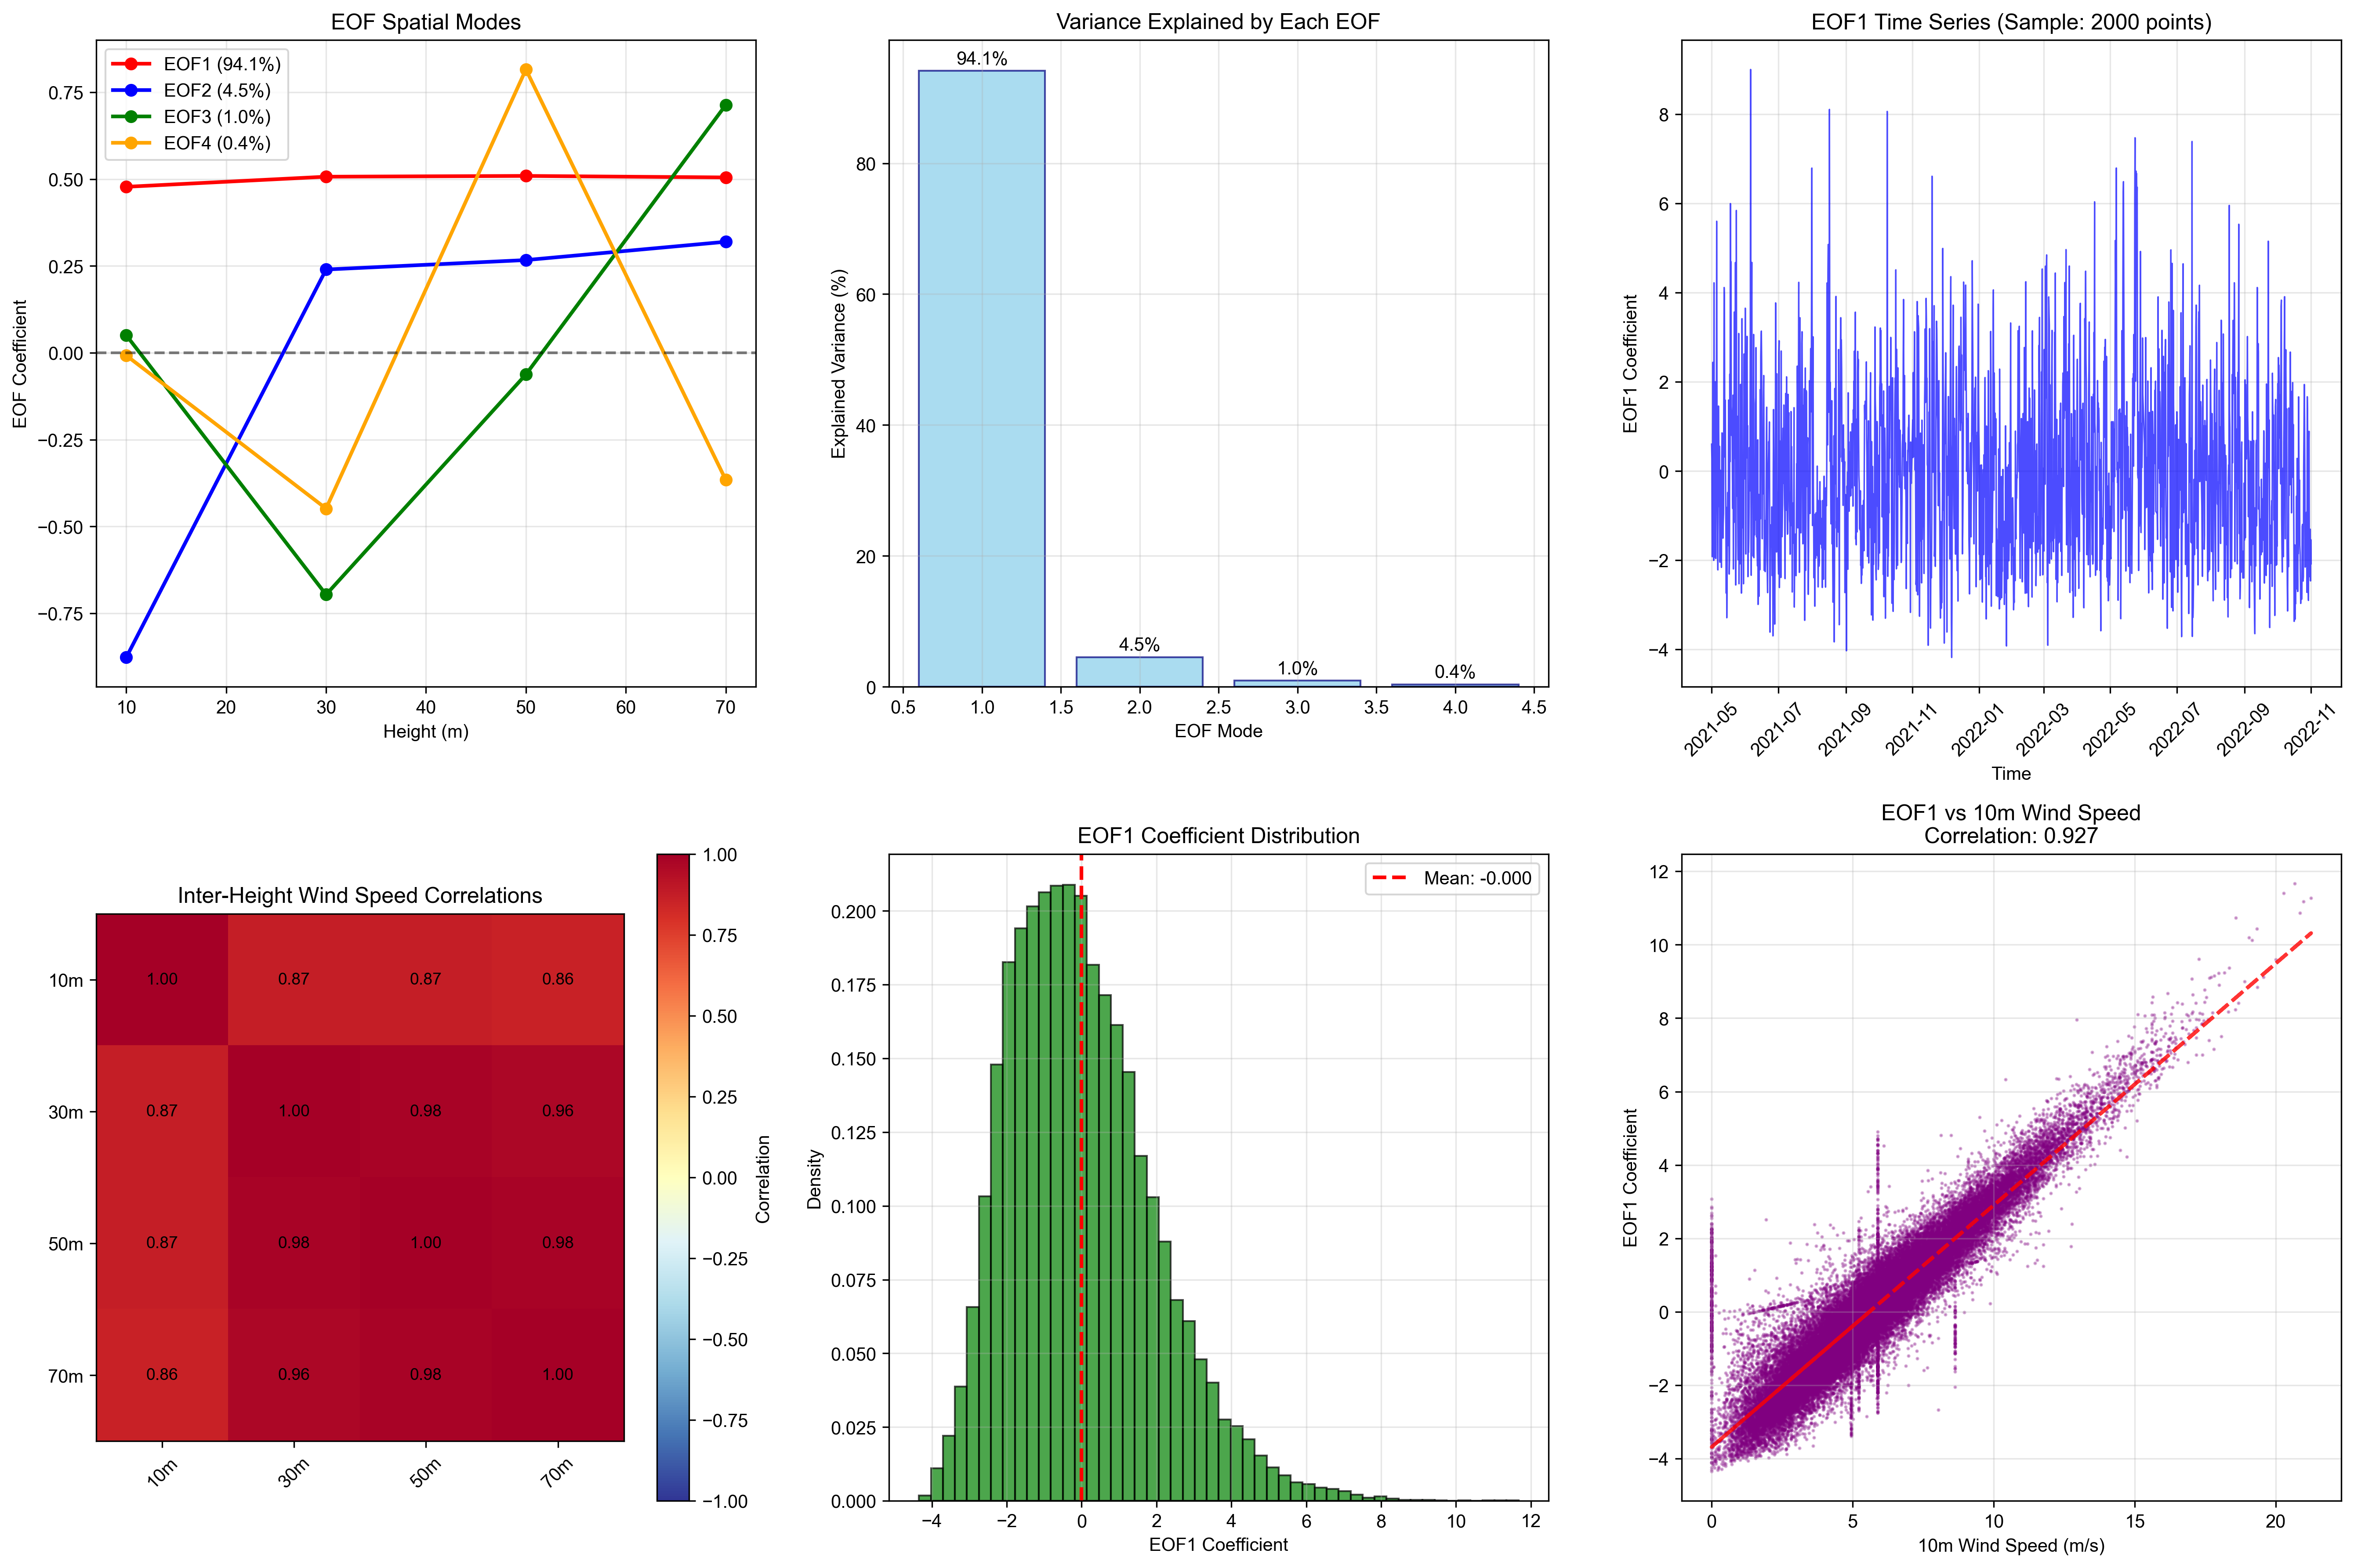 EOF Spatial Modes
EOF1 (94.1%)
EOF2 (4.5%)
EOF3 (1.0%)
EOF4 (0.4%)
0.75
0.50
0.25
0.00
−0.25
−0.50
−0.75
EOF Coefficient
10 20 30 40 50 60 70
Height (m)
Variance Explained by Each EOF
94.1%
4.5%
1.0%
0.4%
80
60
40
20
0
Explained Variance (%)
0.5 1.0 1.5 2.0 2.5 3.0 3.5 4.0 4.5
EOF Mode
EOF1 Time Series (Sample: 2000 points)
8
6
4
2
0
−2
−4
EOF1 Coefficient
2021-05 2021-07 2021-09 2021-11 2022-01 2022-03 2022-05 2022-07 2022-09 2022-11
Time
Inter-Height Wind Speed Correlations
10m 1.00 0.87 0.87 0.86
30m 0.87 1.00 0.98 0.96
50m 0.87 0.98 1.00 0.98
70m 0.86 0.96 0.98 1.00
10m 30m 50m 70m
1.00
0.75
0.50
0.25
0.00
−0.25
−0.50
−0.75
−1.00
Correlation
EOF1 Coefficient Distribution
Mean: -0.000
0.200
0.175
0.150
0.125
0.100
0.075
0.050
0.025
0.000
Density
−4 −2 0 2 4 6 8 10 12
EOF1 Coefficient
EOF1 vs 10m Wind Speed
Correlation: 0.927
12
10
8
6
4
2
0
−2
−4
EOF1 Coefficient
0 5 10 15 20
10m Wind Speed (m/s)